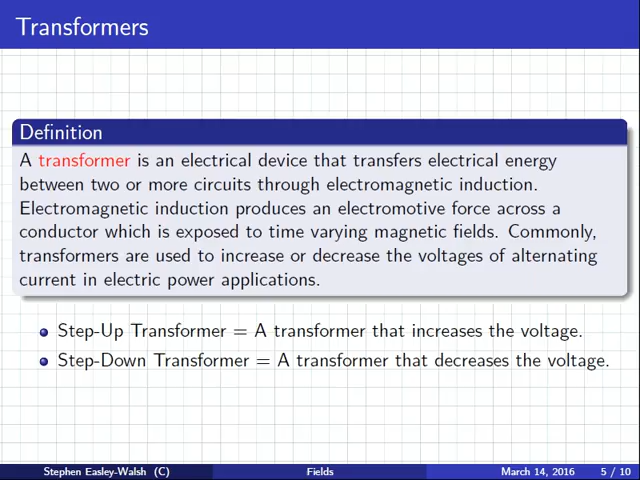 Transformers
Definition
A transformer is an electrical device that transfers electrical energy
between two or more circuits through electromagnetic induction.
Electromagnetic induction produces an electromotive force across a
conductor which is exposed to time varying magnetic fields. Commonly,
transformers are used to increase or decrease the voltages of alternating
current in electric power applications.
Step-Up Transformer = A transformer that increases the voltage.
Step-Down Transformer = A transformer that decreases the voltage.
Stephen Easley-Walsh (C) Fields March 14, 2016 5 / 10